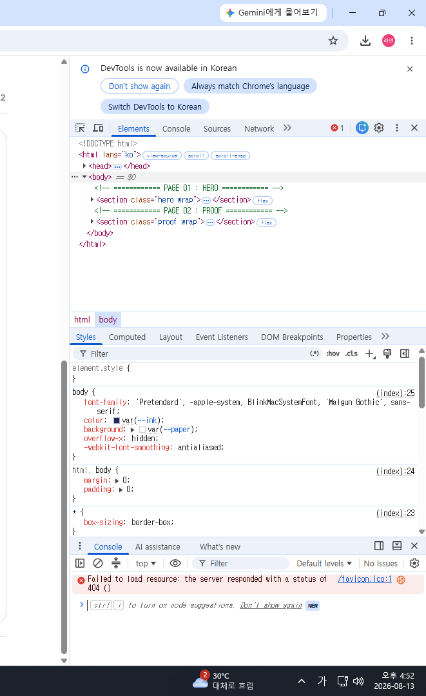 Gemini에게 물어보기
라인
2
DevTools is now available in Korean
Don't show again
Always match Chrome's language
Switch DevTools to Korean
Elements
Console
Sources
Network
1
<!DOCTYPE html>
<html lang="ko"> view-source scroll scroll-snap
<head> ⋯ </head>
<body> == $0
<!-- ============ PAGE 01 : HERO ============ -->
<section class="hero wrap"> ⋯ </section> flex
<!-- ============ PAGE 02 : PROOF ============ -->
<section class="proof wrap"> ⋯ </section> flex
</body>
</html>
html body
Styles Computed Layout Event Listeners DOM Breakpoints Properties
Filter :hov .cls
element.style {
}
body { (index):25
font-family: 'Pretendard', -apple-system, BlinkMacSystemFont, 'Malgun Gothic', sans-
serif;
color: var(--ink);
background: var(--paper);
overflow-x: hidden;
-webkit-font-smoothing: antialiased;
}
html, body { (index):24
margin: 0;
padding: 0;
}
* { (index):23
box-sizing: border-box;
}
Console AI assistance What's new
top Filter Default levels No Issues
Failed to load resource: the server responded with a status of /favicon.ico:1
404 ()
ctrl i to turn on code suggestions. Don't show again NEW
2
30°C
대체로 흐림
가
오후 4:52
2026-08-13